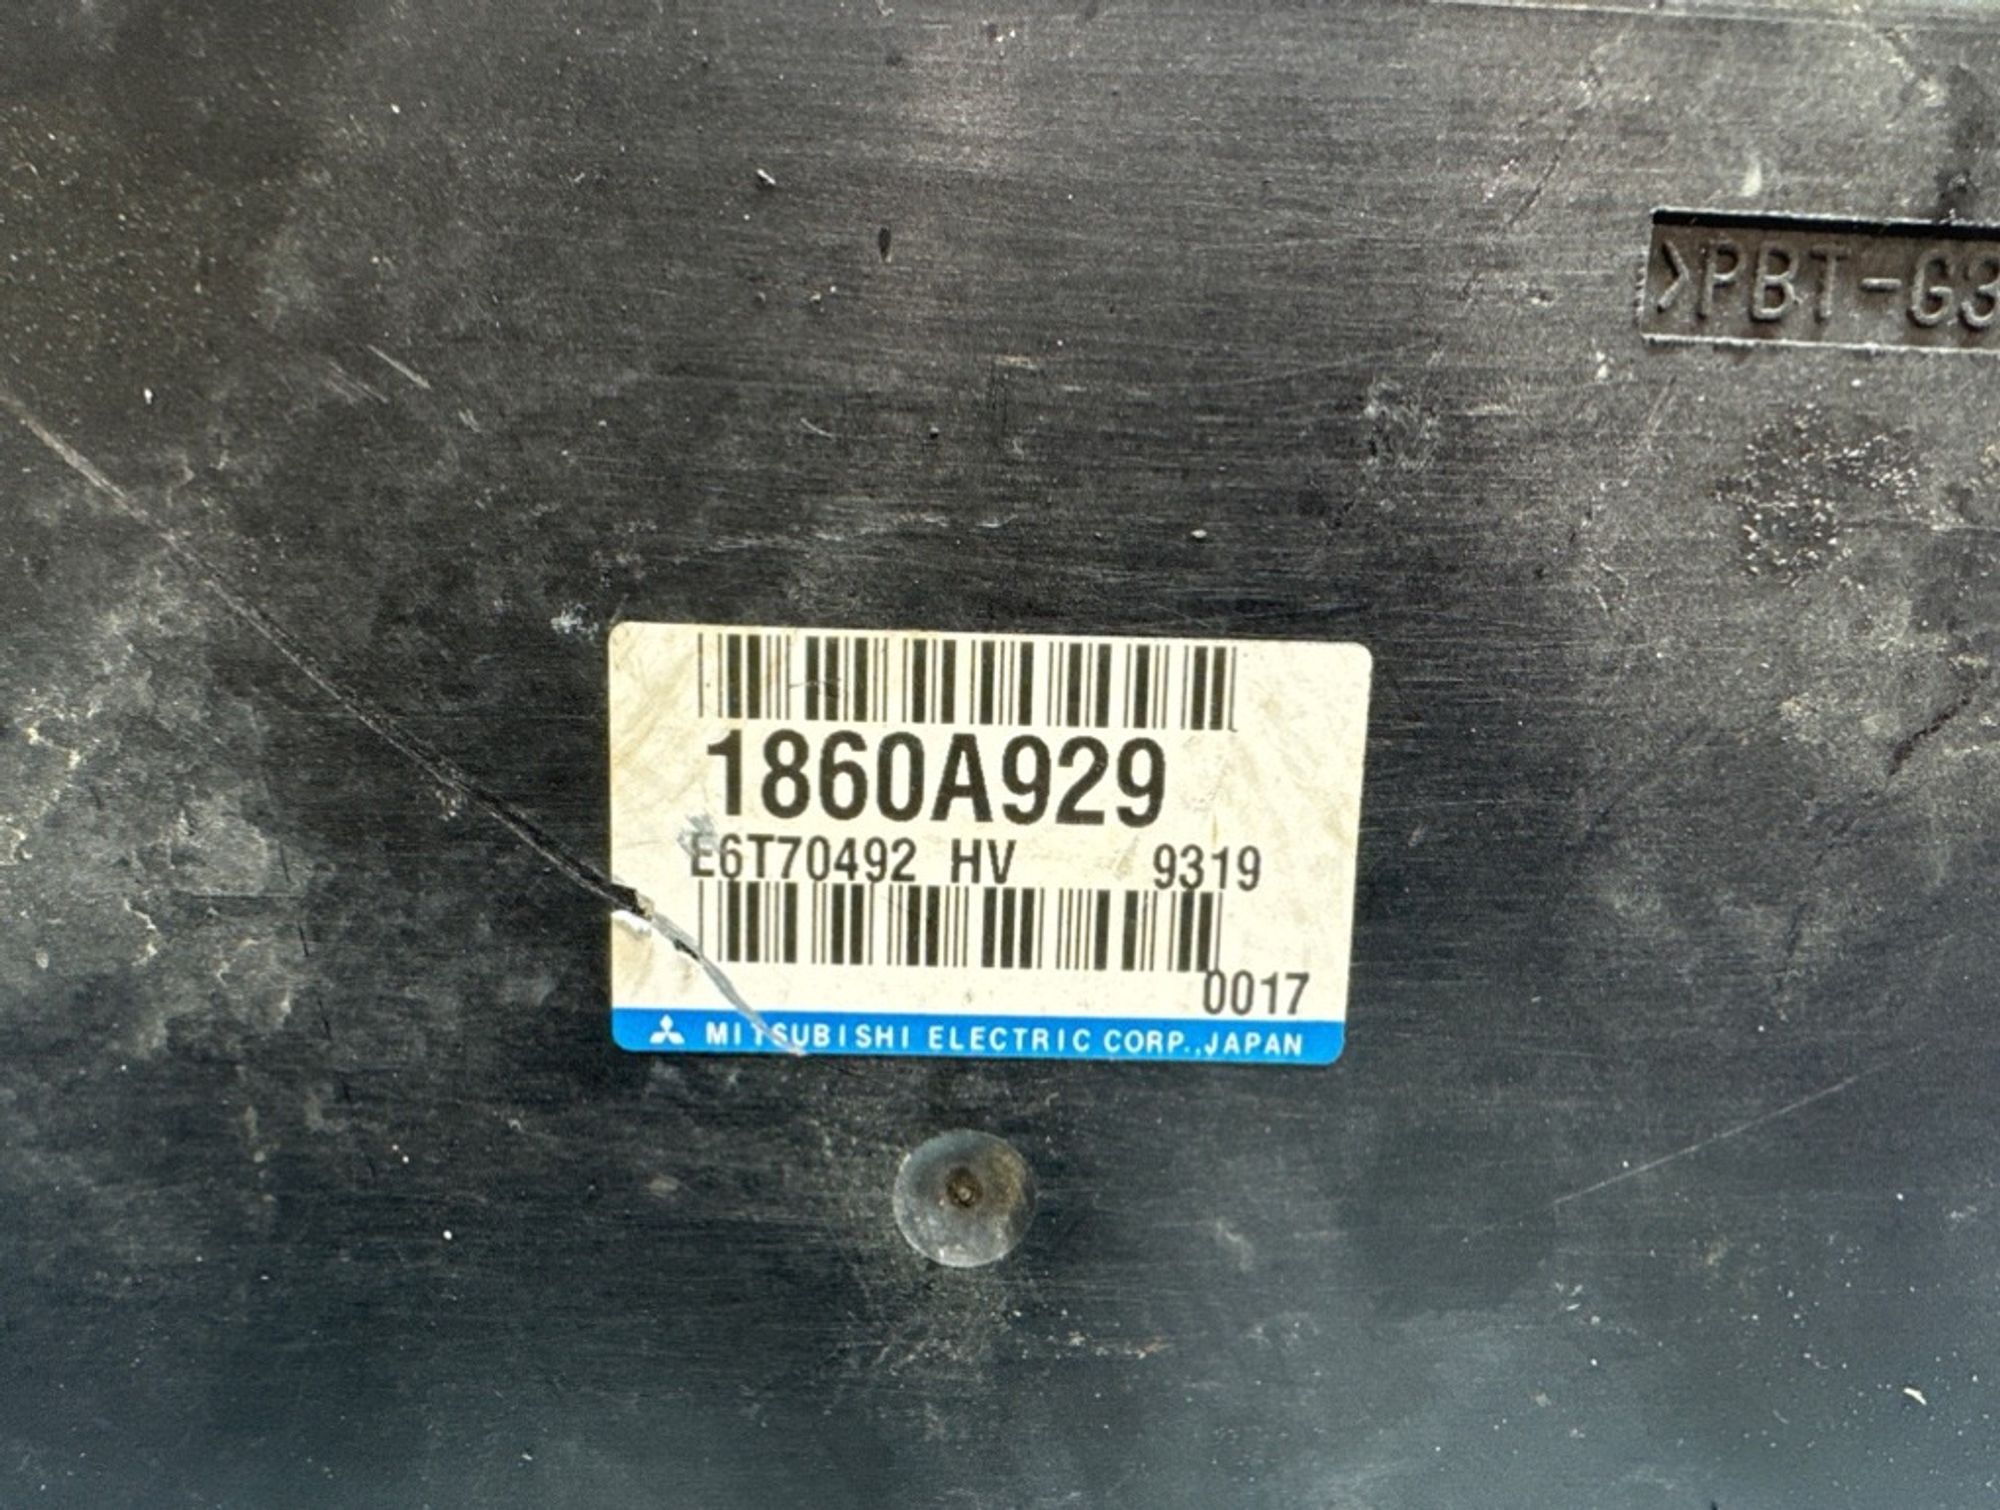 >PBT-G3
1860A929
E6T70492 HV 9319
0017
MITSUBISHI ELECTRIC CORP.,JAPAN